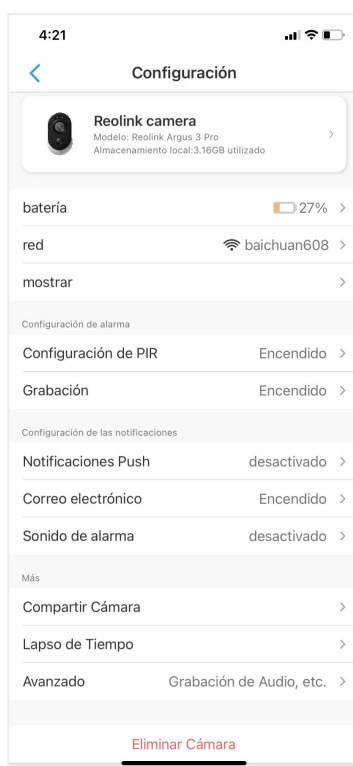 4:21
Configuración
Reolink camera
Modelo: Reolink Argus 3 Pro
Almacenamiento local:3.16GB utilizado
batería 27%
red baichuan608
mostrar
Configuración de alarma
Configuración de PIR Encendido
Grabación Encendido
Configuración de las notificaciones
Notificaciones Push desactivado
Correo electrónico Encendido
Sonido de alarma desactivado
Más
Compartir Cámara
Lapso de Tiempo
Avanzado Grabación de Audio, etc.
Eliminar Cámara